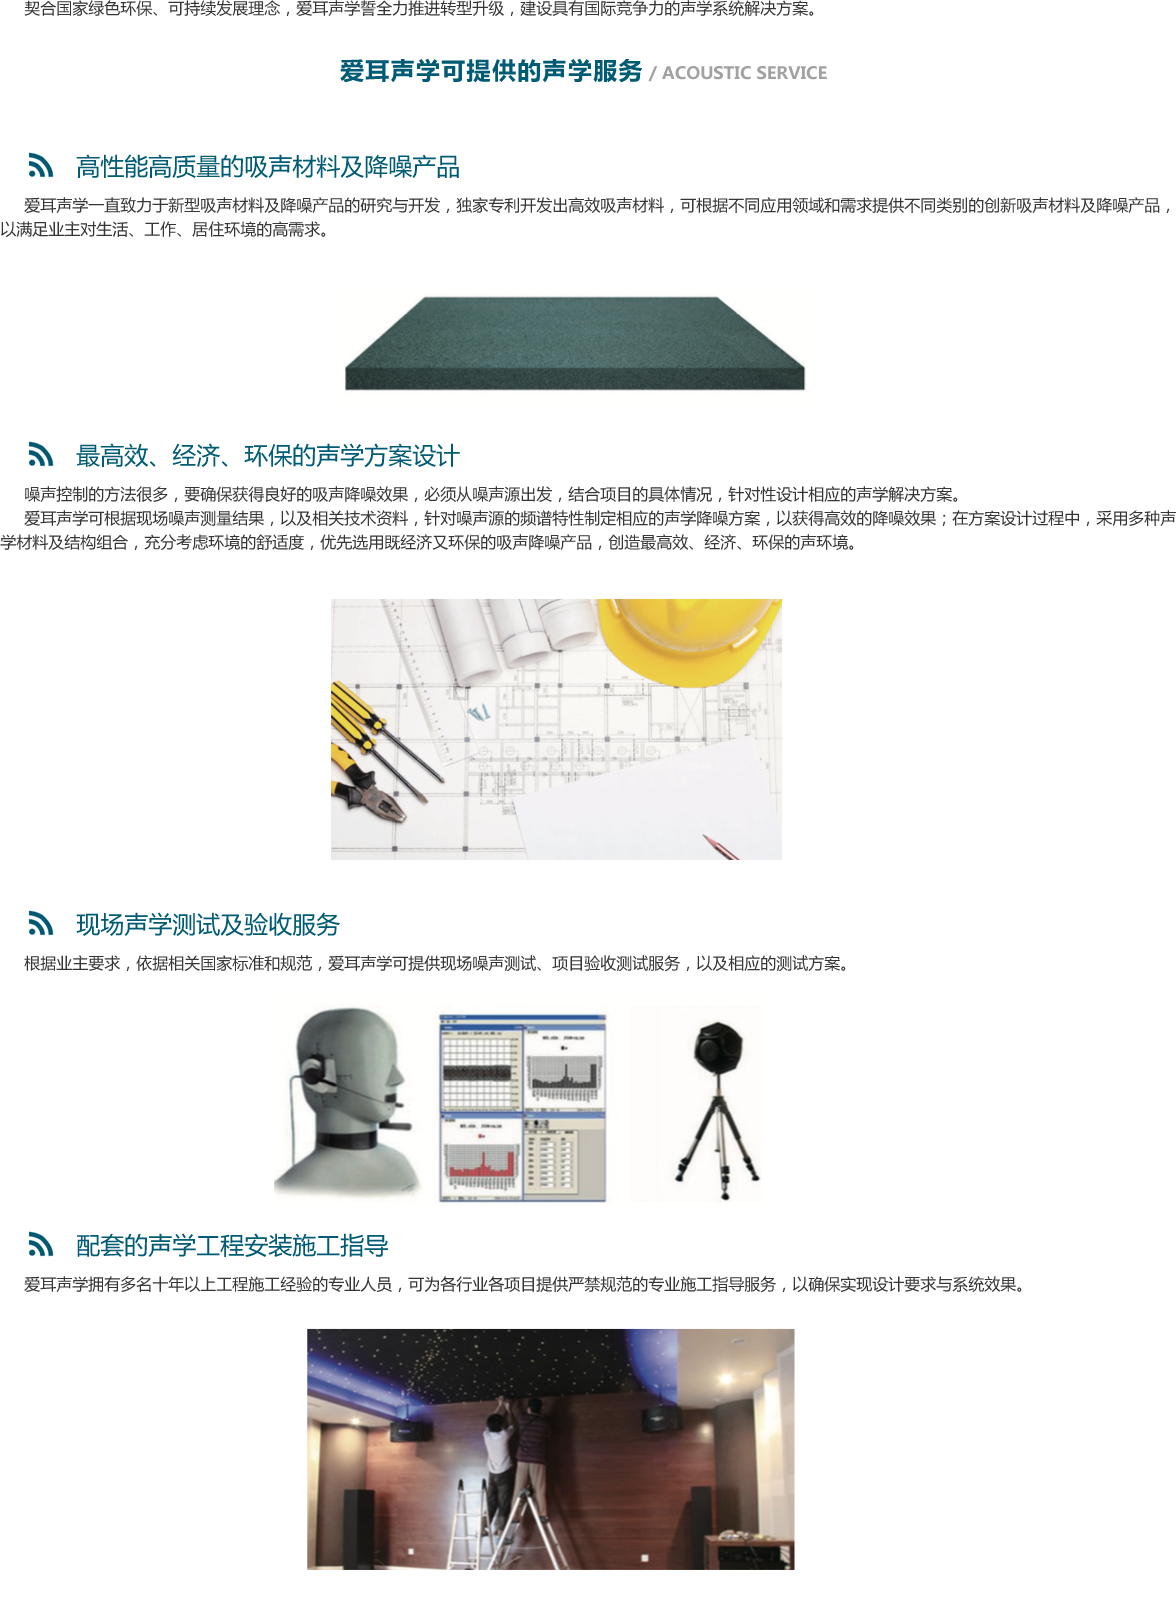 契合国家绿色环保、可持续发展理念，爱耳声学誓全力推进转型升级，建设具有国际竞争力的声学系统解决方案。
爱耳声学可提供的声学服务 / ACOUSTIC SERVICE
高性能高质量的吸声材料及降噪产品
爱耳声学一直致力于新型吸声材料及降噪产品的研究与开发，独家专利开发出高效吸声材料，可根据不同应用领域和需求提供不同类别的创新吸声材料及降噪产品，
以满足业主对生活、工作、居住环境的高需求。
最高效、经济、环保的声学方案设计
噪声控制的方法很多，要确保获得良好的吸声降噪效果，必须从噪声源出发，结合项目的具体情况，针对性设计相应的声学解决方案。
爱耳声学可根据现场噪声测量结果，以及相关技术资料，针对噪声源的频谱特性制定相应的声学降噪方案，以获得高效的降噪效果；在方案设计过程中，采用多种声
学材料及结构组合，充分考虑环境的舒适度，优先选用既经济又环保的吸声降噪产品，创造最高效、经济、环保的声环境。
现场声学测试及验收服务
根据业主要求，依据相关国家标准和规范，爱耳声学可提供现场噪声测试、项目验收测试服务，以及相应的测试方案。
配套的声学工程安装施工指导
爱耳声学拥有多名十年以上工程施工经验的专业人员，可为各行业各项目提供严禁规范的专业施工指导服务，以确保实现设计要求与系统效果。